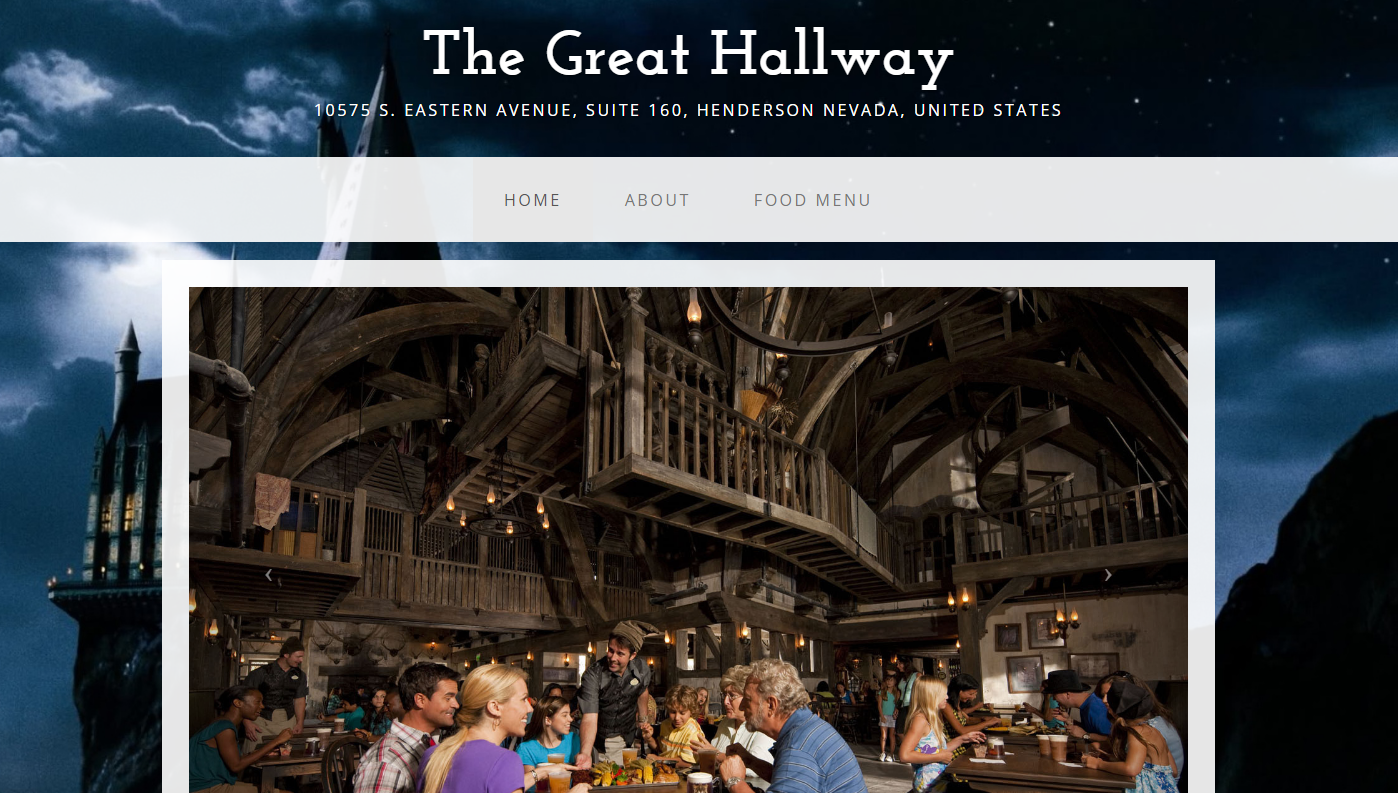 The Great Hallway
10575 S. EASTERN AVENUE, SUITE 160, HENDERSON NEVADA, UNITED STATES
HOME ABOUT FOOD MENU